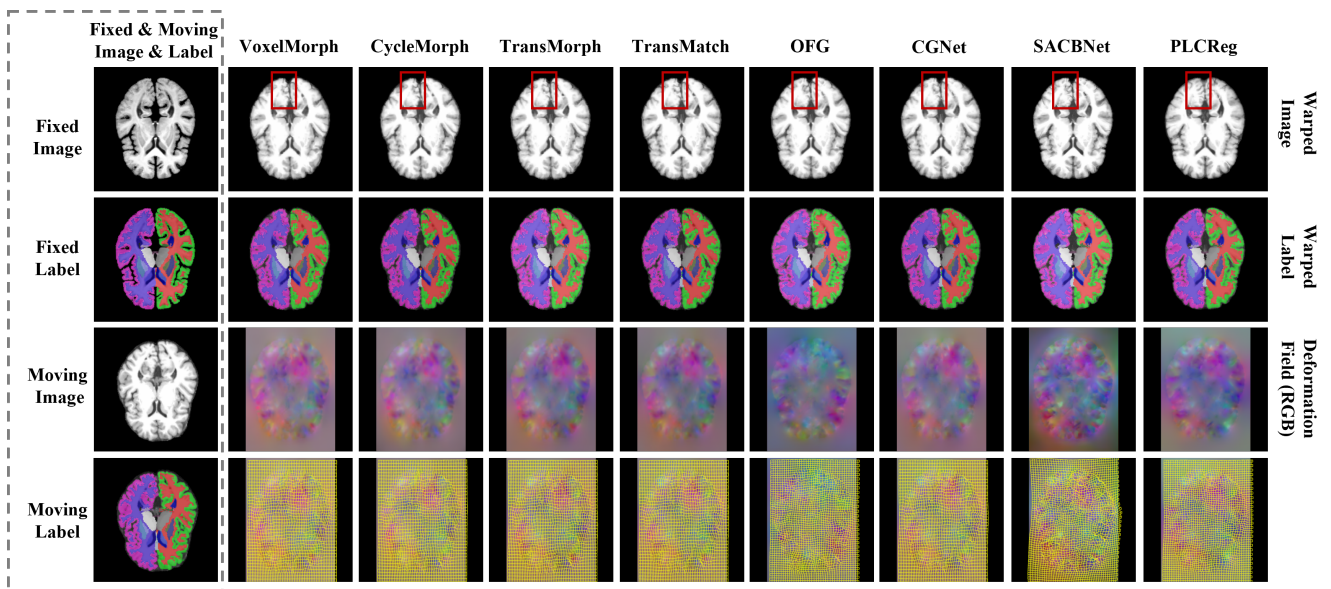 Fixed & Moving
Image & Label
VoxelMorph
CycleMorph
TransMorph
TransMatch
OFG
CGNet
SACBNet
PLCReg
Fixed
Image
Warped
Image
Fixed
Label
Warped
Label
Moving
Image
Deformation
Field (RGB)
Moving
Label